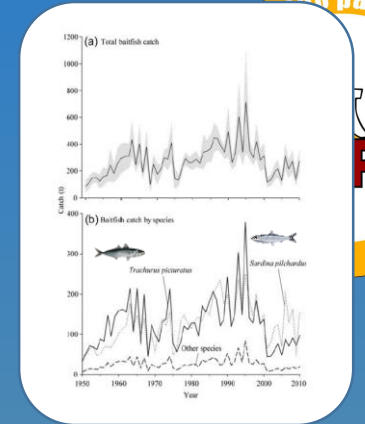 (a) Total baitfish catch
1200
1000
800
600
400
200
0
Catch (t)
(b) Baitfish catch by species
400
300
200
100
0
Trachurus picturatus
Sardina pilchardus
Other species
1950 1960 1970 1980 1990 2000 2010
Year